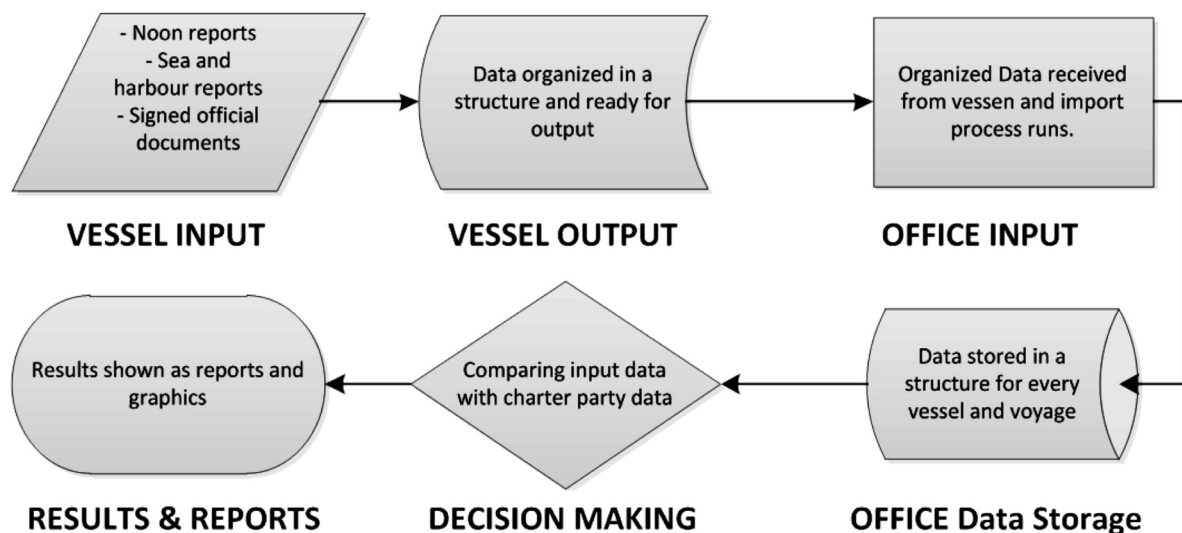 - Noon reports
- Sea and
harbour reports
- Signed official
documents
Data organized in a
structure and ready for
output
Organized Data received
from vessen and import
process runs.
VESSEL INPUT
VESSEL OUTPUT
OFFICE INPUT
Results shown as reports and
graphics
Comparing input data
with charter party data
Data stored in a
structure for every
vessel and voyage
RESULTS & REPORTS
DECISION MAKING
OFFICE Data Storage